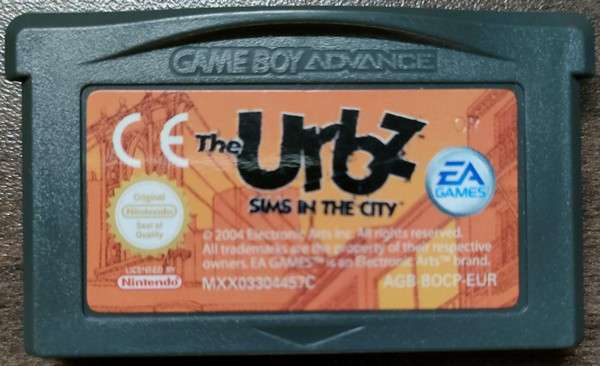 GAME BOY ADVANCE
CE
The Urbz
SIMS IN THE CITY™
EA
GAMES
Original
Nintendo
Seal of
Quality
© 2004 Electronic Arts Inc. All rights reserved.
All trademarks are the property of their respective
owners. EA GAMES™ is an Electronic Arts™ brand.
LICENSED BY
Nintendo
MXX03304457C
AGB-BOCP-EUR